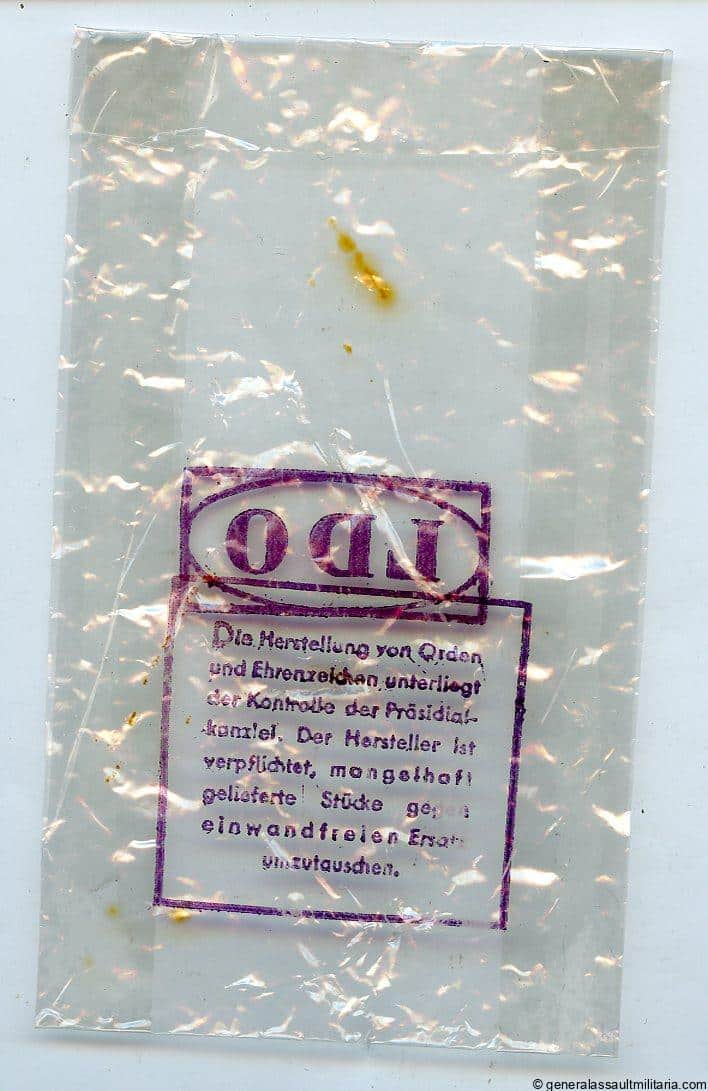 LDO
Die Herstellung von Orden
und Ehrenzeichen unterliegt
der Kontrolle der Präsidial-
kanzlei. Der Hersteller ist
verpflichtet, mangelhaft
gelieferte Stücke gegen
einwandfreien Ersatz
umzutauschen.
© generalassaultmilitaria.com